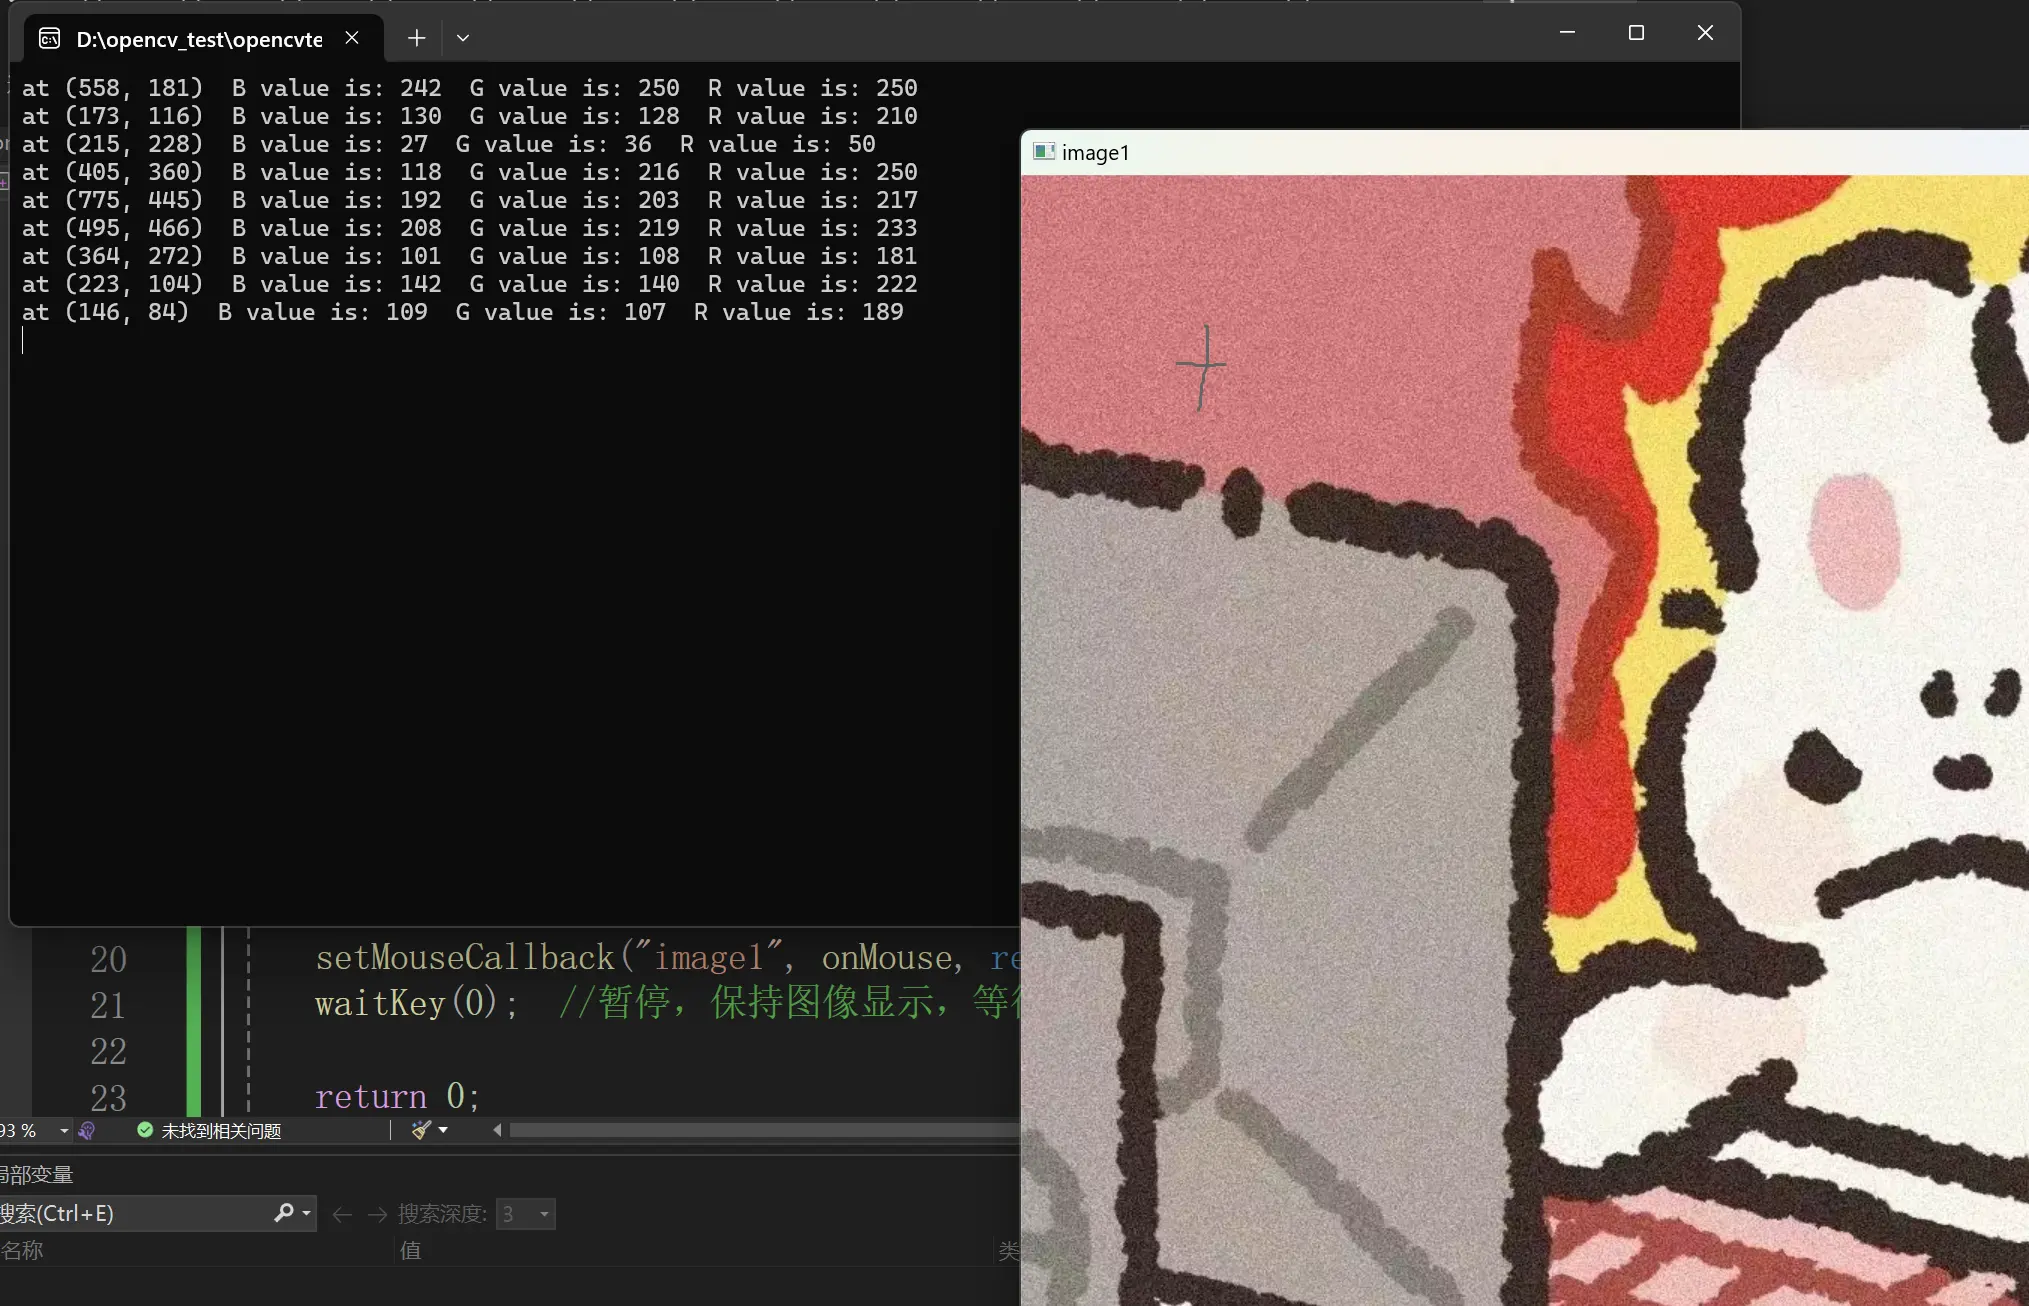 D:\opencv_test\opencvte
at (558, 181)  B value is: 242  G value is: 250  R value is: 250
at (173, 116)  B value is: 130  G value is: 128  R value is: 210
at (215, 228)  B value is: 27  G value is: 36  R value is: 50
at (405, 360)  B value is: 118  G value is: 216  R value is: 250
at (775, 445)  B value is: 192  G value is: 203  R value is: 217
at (495, 466)  B value is: 208  G value is: 219  R value is: 233
at (364, 272)  B value is: 101  G value is: 108  R value is: 181
at (223, 104)  B value is: 142  G value is: 140  R value is: 222
at (146, 84)  B value is: 109  G value is: 107  R value is: 189
image1
20 setMouseCallback("image1", onMouse, re
21 waitKey(0);  //暂停，保持图像显示，等
22
23 return 0;
93 % 未找到相关问题
局部变量
搜索(Ctrl+E) 搜索深度: 3
名称 值 类